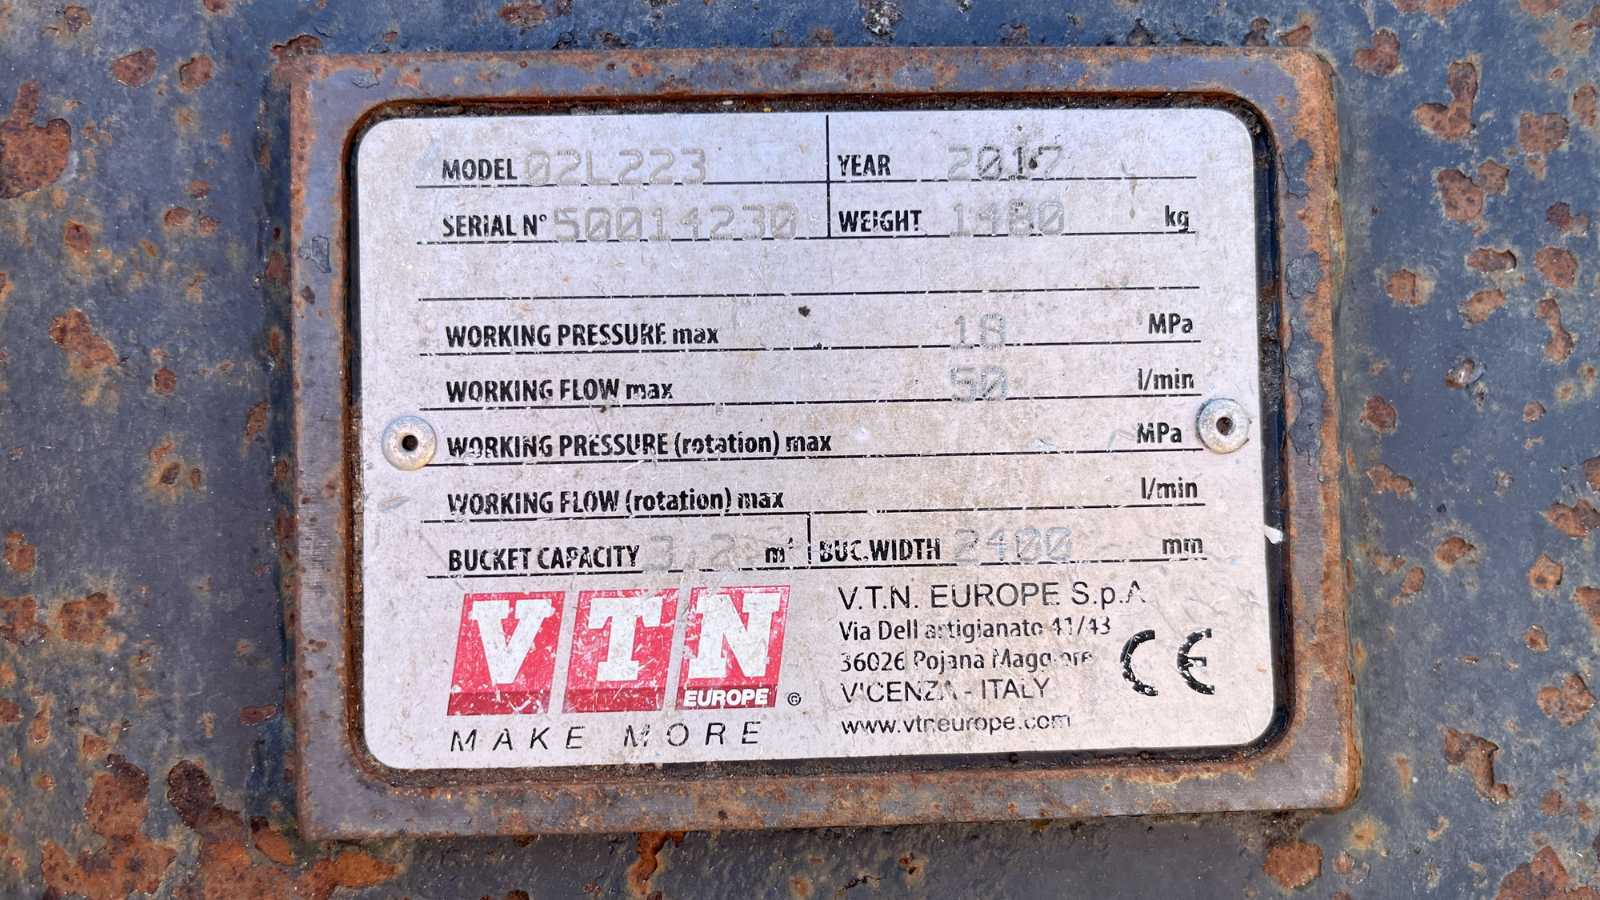 MODEL 02L223 YEAR 2017
SERIAL N° 50014230 WEIGHT 1480 kg
WORKING PRESSURE max 18 MPa
WORKING FLOW max 50 l/min
WORKING PRESSURE (rotation) max MPa
WORKING FLOW (rotation) max l/min
BUCKET CAPACITY 3,2 m³ BUC.WIDTH 2400 mm
VTN
EUROPE
MAKE MORE
V.T.N. EUROPE S.p.A
Via Dell'artigianato 41/43
36026 Pojana Maggiore
VICENZA - ITALY
www.vtneurope.com
CE